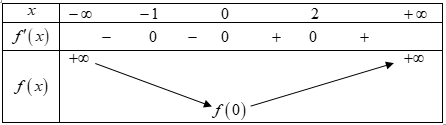 x −∞ −1 0 2 +∞
f′(x) − 0 − 0 + 0 +
+∞ +∞
f(x)
f(0)